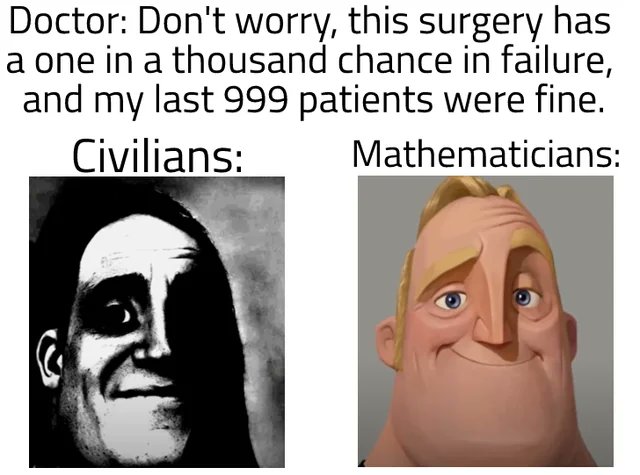 Doctor: Don't worry, this surgery has
a one in a thousand chance in failure,
and my last 999 patients were fine.
Civilians:
Mathematicians: